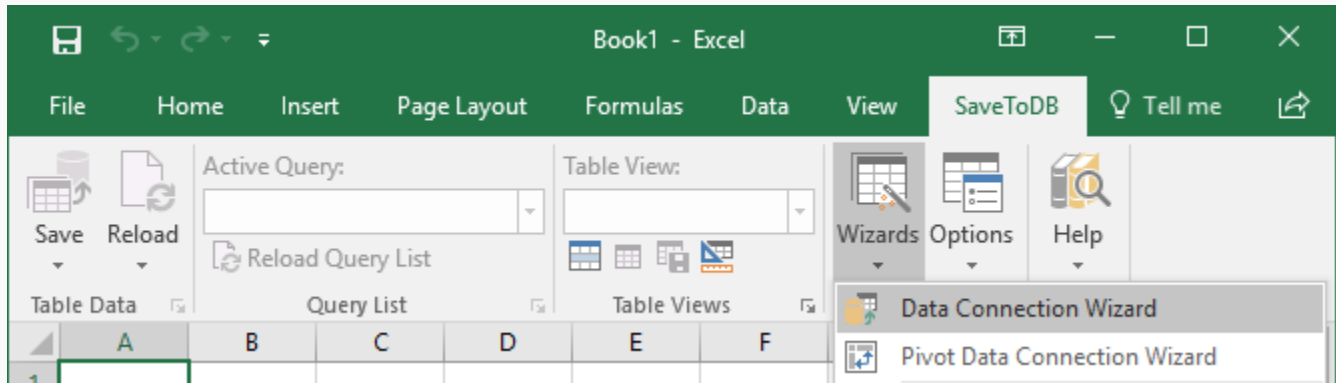 Book1 - Excel
File Home Insert Page Layout Formulas Data View SaveToDB Tell me
Active Query:
Table View:
Save Reload
Wizards Options Help
Reload Query List
Table Data Query List Table Views
Data Connection Wizard
A B C D E F
Pivot Data Connection Wizard
1